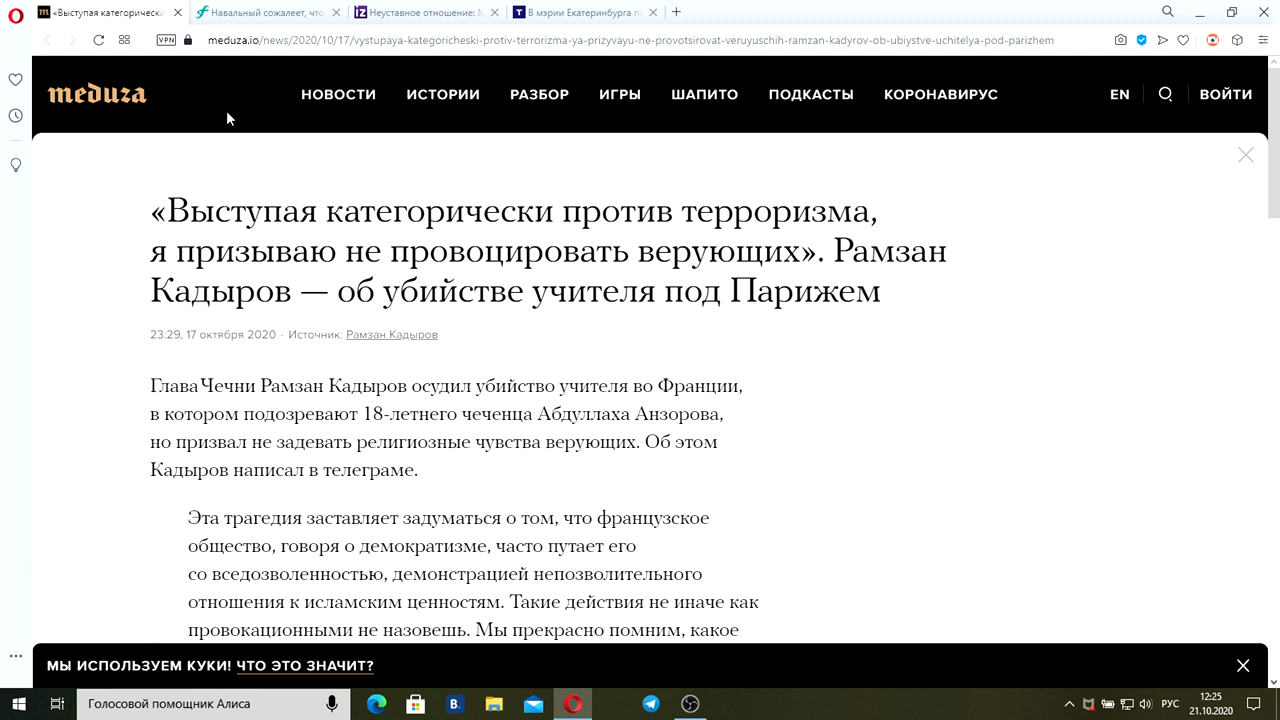 «Выступая категорически
Навальный сожалеет, что
Неуставное отношение: М
В мэрии Екатеринбурга п
VPN
meduza.io/news/2020/10/17/vystupaya-kategoricheski-protiv-terrorizma-ya-prizyvayu-ne-provotsirovat-veruyuschih-ramzan-kadyrov-ob-ubiystve-uchitelya-pod-parizhem
meduza
НОВОСТИ ИСТОРИИ РАЗБОР ИГРЫ ШАПИТО ПОДКАСТЫ КОРОНАВИРУС EN ВОЙТИ
«Выступая категорически против терроризма,
я призываю не провоцировать верующих». Рамзан
Кадыров — об убийстве учителя под Парижем
23:29, 17 октября 2020 · Источник: Рамзан Кадыров
Глава Чечни Рамзан Кадыров осудил убийство учителя во Франции,
в котором подозревают 18-летнего чеченца Абдуллаха Анзорова,
но призвал не задевать религиозные чувства верующих. Об этом
Кадыров написал в телеграме.
Эта трагедия заставляет задуматься о том, что французское
общество, говоря о демократизме, часто путает его
со вседозволенностью, демонстрацией непозволительного
отношения к исламским ценностям. Такие действия не иначе как
провокационными не назовешь. Мы прекрасно помним, какое
МЫ ИСПОЛЬЗУЕМ КУКИ! ЧТО ЭТО ЗНАЧИТ?
Голосовой помощник Алиса
РУС
12:25
21.10.2020